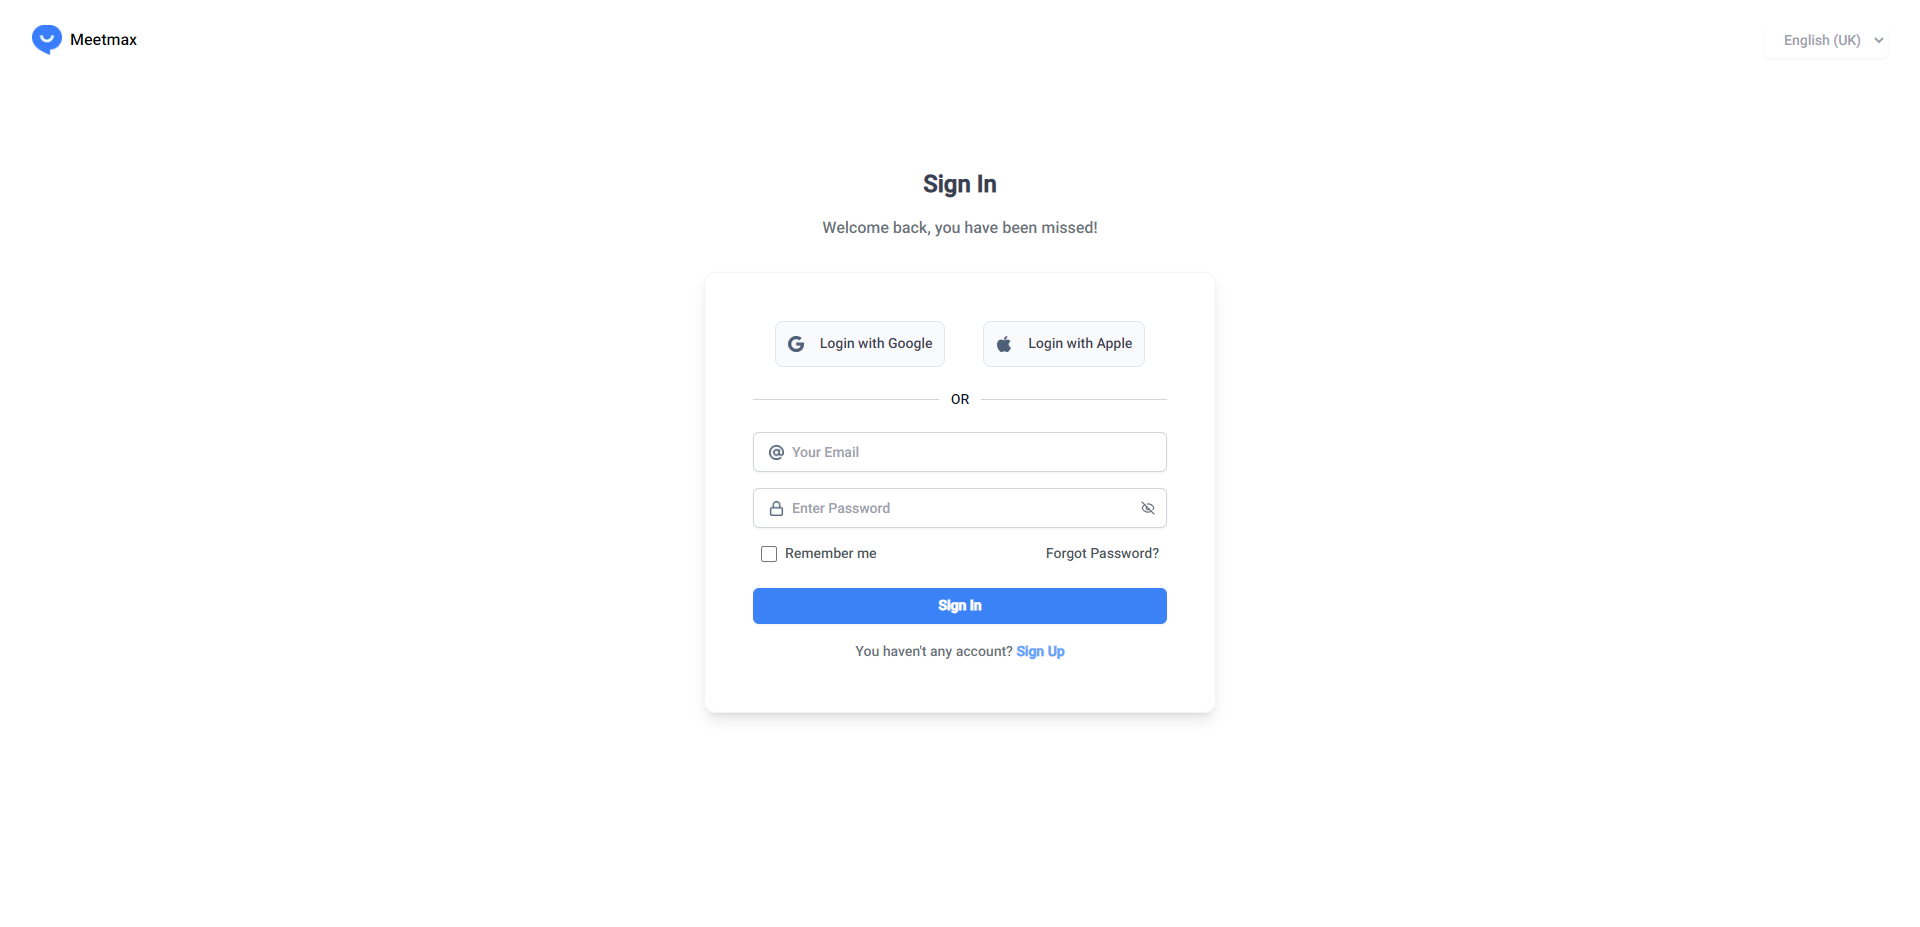 Meetmax
English (UK)
Sign In
Welcome back, you have been missed!
Login with Google
Login with Apple
OR
Your Email
Enter Password
Remember me
Forgot Password?
Sign In
You haven't any account? Sign Up